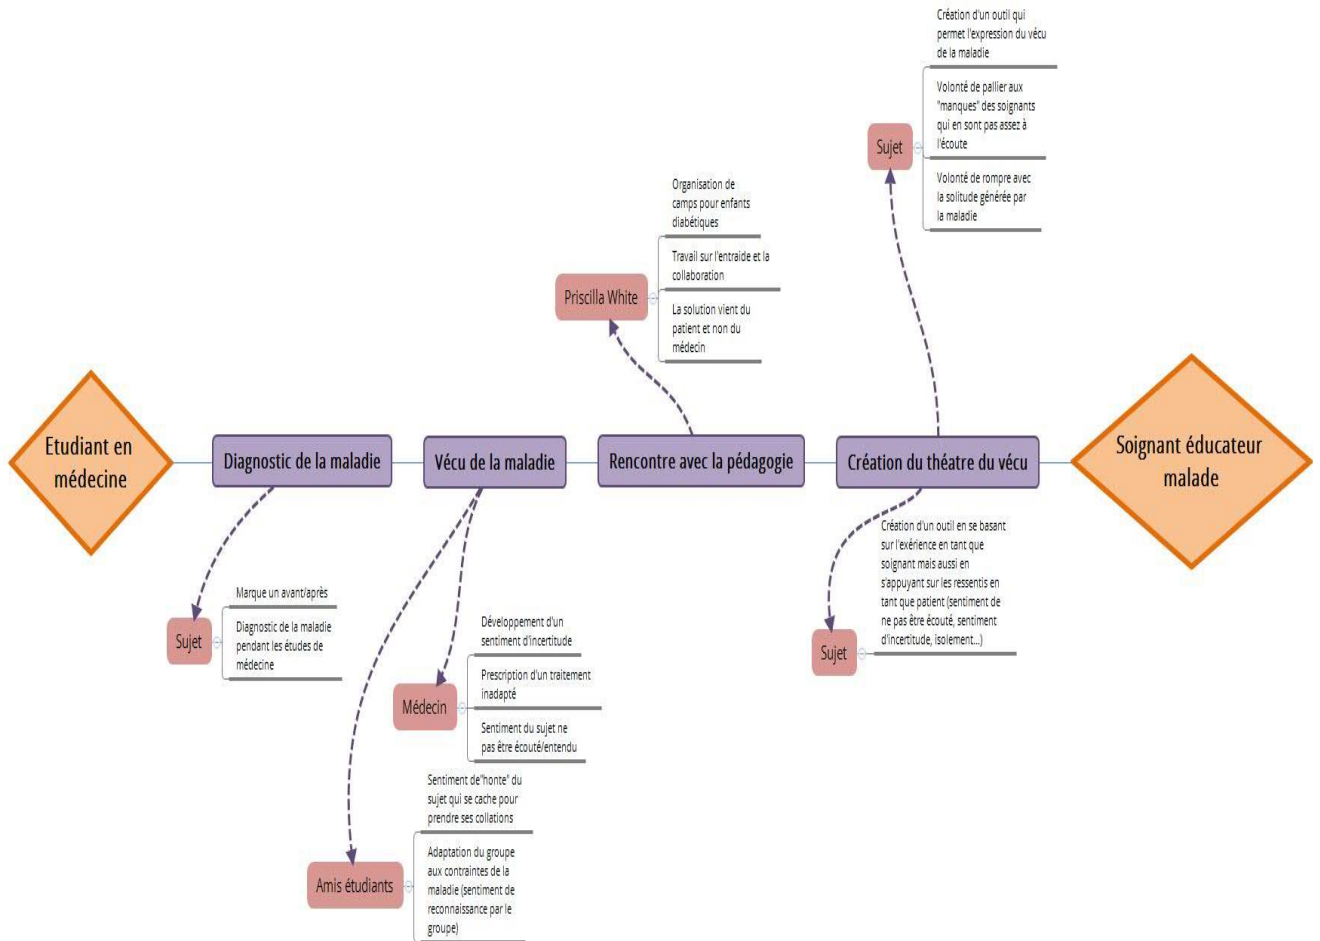 Création d'un outil qui
permet l'expression du vécu
de la maladie
Volonté de pallier aux
"manques" des soignants
qui en sont pas assez à
l'écoute
Sujet
Volonté de rompre avec
la solitude générée par
la maladie
Organisation de
camps pour enfants
diabétiques
Travail sur l'entraide et la
collaboration
Priscilla White
La solution vient du
patient et non du
médecin
Etudiant en
médecine
Diagnostic de la maladie
Vécu de la maladie
Rencontre avec la pédagogie
Création du théatre du vécu
Soignant éducateur
malade
Marque un avant/après
Sujet
Diagnostic de la maladie
pendant les études de
médecine
Développement d'un
sentiment d'incertitude
Prescription d'un traitement
inadapté
Médecin
Sentiment du sujet ne
pas être écouté/entendu
Création d'un outil en se basant
sur l'exérience en tant que
soignant mais aussi en
s'appuyant sur les ressentis en
tant que patient (sentiment de
ne pas être écouté, sentiment
d'incertitude, isolement...)
Sujet
Sentiment de"honte" du
sujet qui se cache pour
prendre ses collations
Amis étudiants
Adaptation du groupe
aux contraintes de la
maladie (sentiment de
reconnaissance par le
groupe)